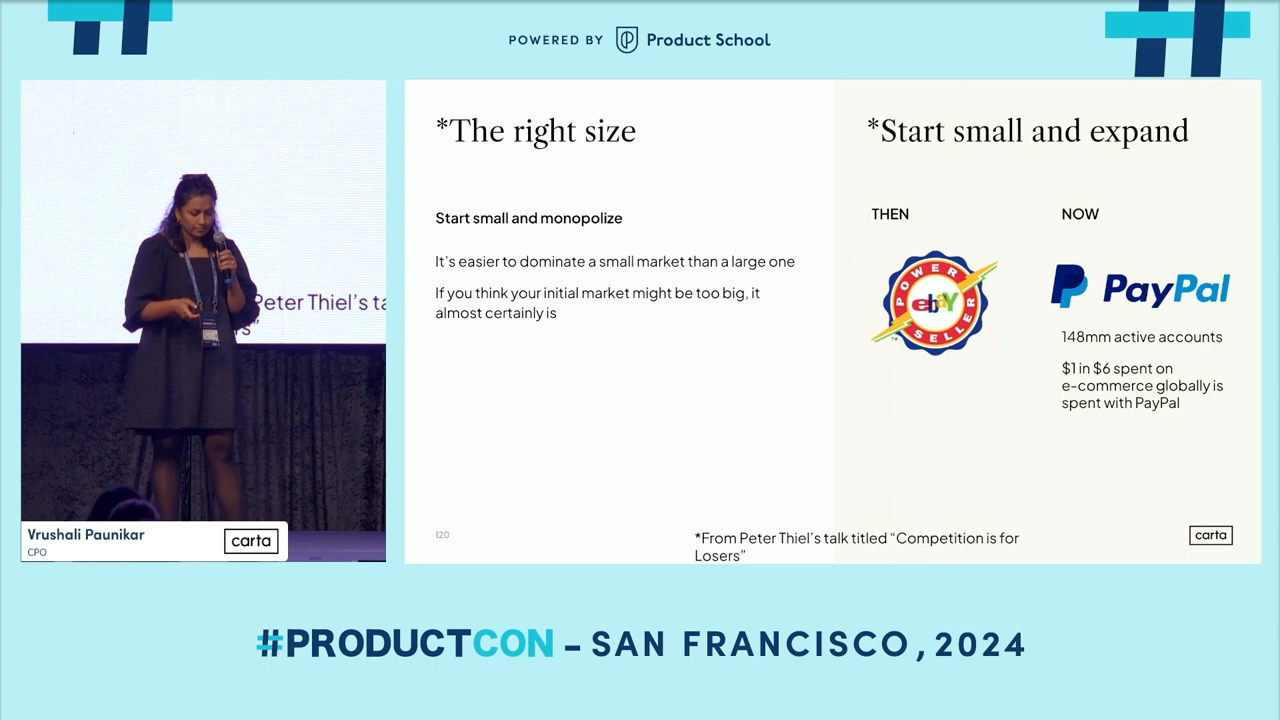 POWERED BY Product School
Peter Thiel's ta
s"
Vrushali Paunikar
CPO
carta
*The right size
Start small and monopolize
It's easier to dominate a small market than a large one
If you think your initial market might be too big, it
almost certainly is
120
*Start small and expand
THEN
NOW
POWER
ebay
SELLER
TM
PayPal
148mm active accounts
$1 in $6 spent on
e-commerce globally is
spent with PayPal
*From Peter Thiel's talk titled “Competition is for
Losers”
carta
#PRODUCTCON – SAN FRANCISCO, 2024